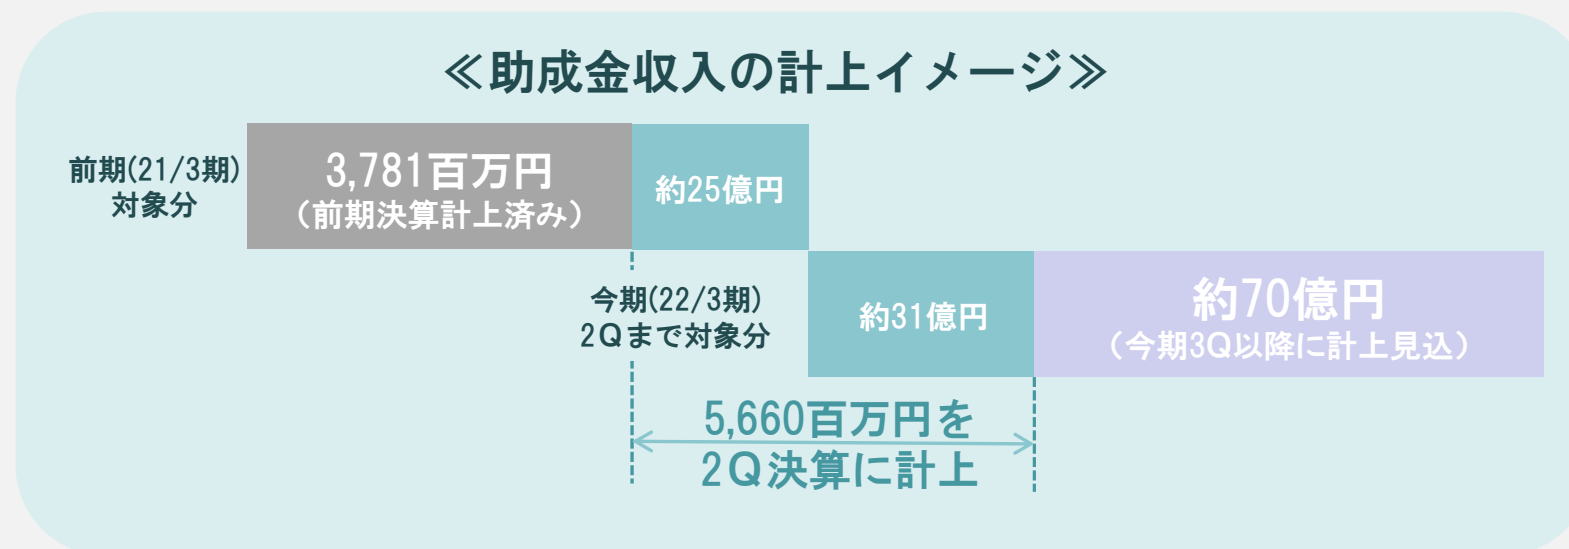 ≪助成金収入の計上イメージ≫
前期(21/3期)
対象分
3,781百万円
（前期決算計上済み）
約25億円
今期(22/3期)
2Qまで対象分
約31億円
約70億円
（今期3Q以降に計上見込）
5,660百万円を
2Q決算に計上